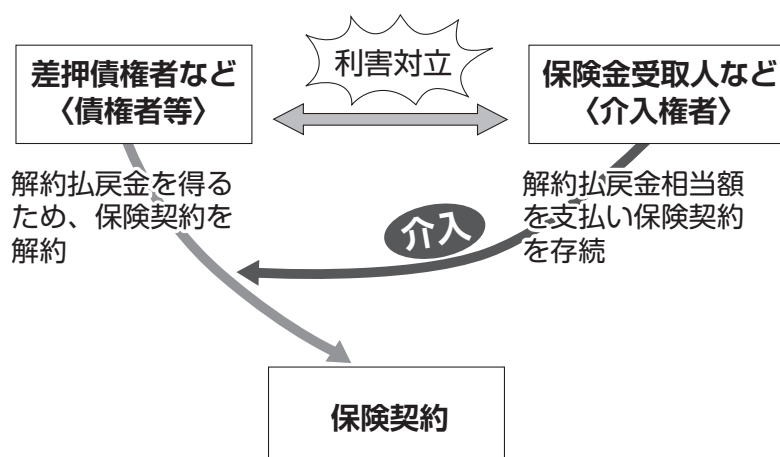 利害対立
差押債権者など
〈債権者等〉
保険金受取人など
〈介入権者〉
解約払戻金を得る
ため、保険契約を
解約
解約払戻金相当額
を支払い保険契約
を存続
介入
保険契約